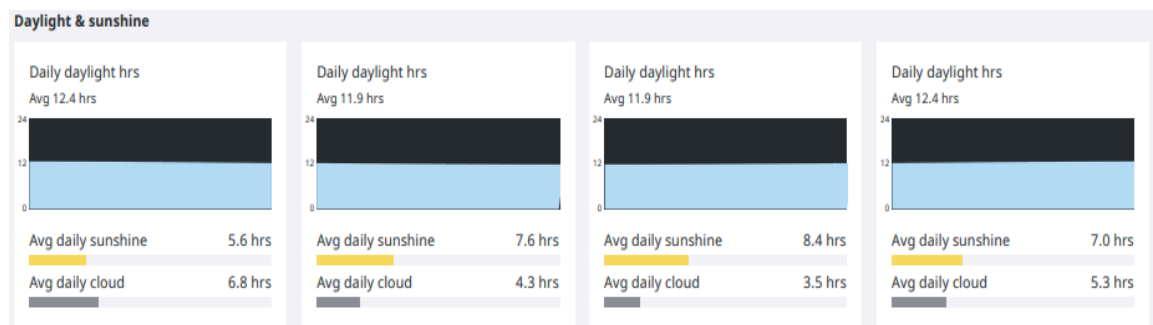 Daylight & sunshine
Daily daylight hrs
Avg 12.4 hrs
24
12
0
Avg daily sunshine 5.6 hrs
Avg daily cloud 6.8 hrs
Daily daylight hrs
Avg 11.9 hrs
24
12
0
Avg daily sunshine 7.6 hrs
Avg daily cloud 4.3 hrs
Daily daylight hrs
Avg 11.9 hrs
24
12
0
Avg daily sunshine 8.4 hrs
Avg daily cloud 3.5 hrs
Daily daylight hrs
Avg 12.4 hrs
24
12
0
Avg daily sunshine 7.0 hrs
Avg daily cloud 5.3 hrs